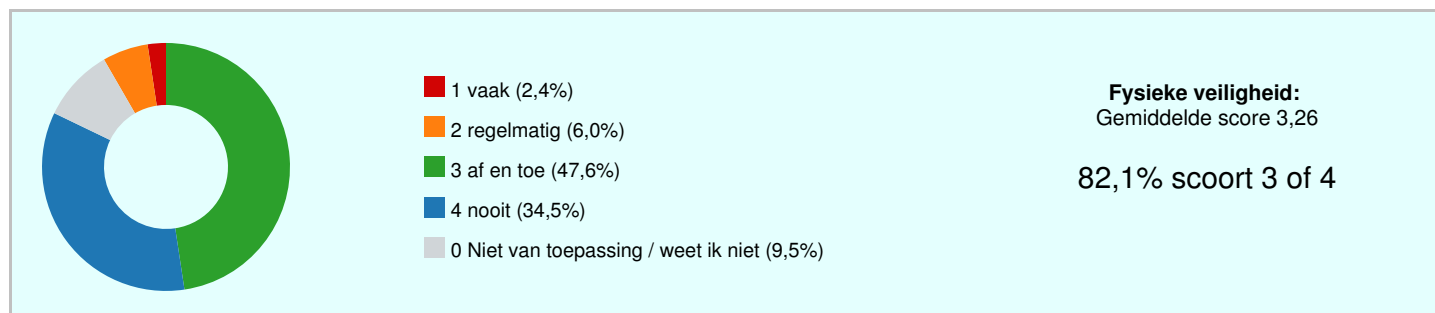 1 vaak (2,4%)
2 regelmatig (6,0%)
3 af en toe (47,6%)
4 nooit (34,5%)
0 Niet van toepassing / weet ik niet (9,5%)
Fysieke veiligheid:
Gemiddelde score 3,26
82,1% scoort 3 of 4